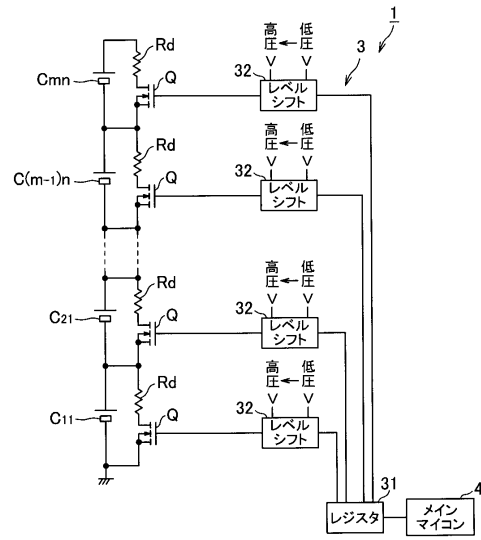 1
3
高圧 ← 低圧
V V
Rd
32
レベルシフト
Cmn
Q
高圧 ← 低圧
V V
Rd
32
レベルシフト
C(m-1)n
Q
高圧 ← 低圧
V V
Rd
32
レベルシフト
C21
Q
高圧 ← 低圧
V V
Rd
32
レベルシフト
C11
Q
31
レジスタ
4
メイン
マイコン